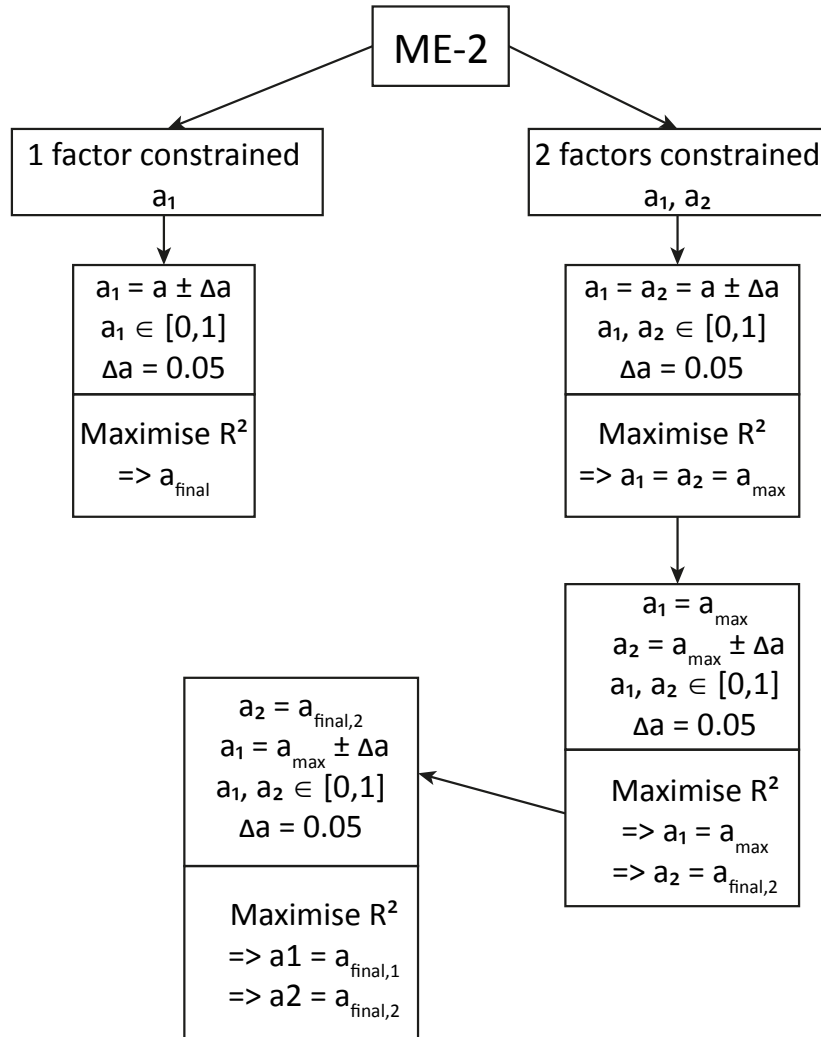 ME-2
1 factor constrained
a₁
2 factors constrained
a₁, a₂
a₁ = a ± Δa
a₁ ∈ [0,1]
Δa = 0.05
Maximise R²
=> a_final
a₁ = a₂ = a ± Δa
a₁, a₂ ∈ [0,1]
Δa = 0.05
Maximise R²
=> a₁ = a₂ = a_max
a₁ = a_max
a₂ = a_max ± Δa
a₁, a₂ ∈ [0,1]
Δa = 0.05
Maximise R²
=> a₁ = a_max
=> a₂ = a_final,2
a₂ = a_final,2
a₁ = a_max ± Δa
a₁, a₂ ∈ [0,1]
Δa = 0.05
Maximise R²
=> a1 = a_final,1
=> a2 = a_final,2